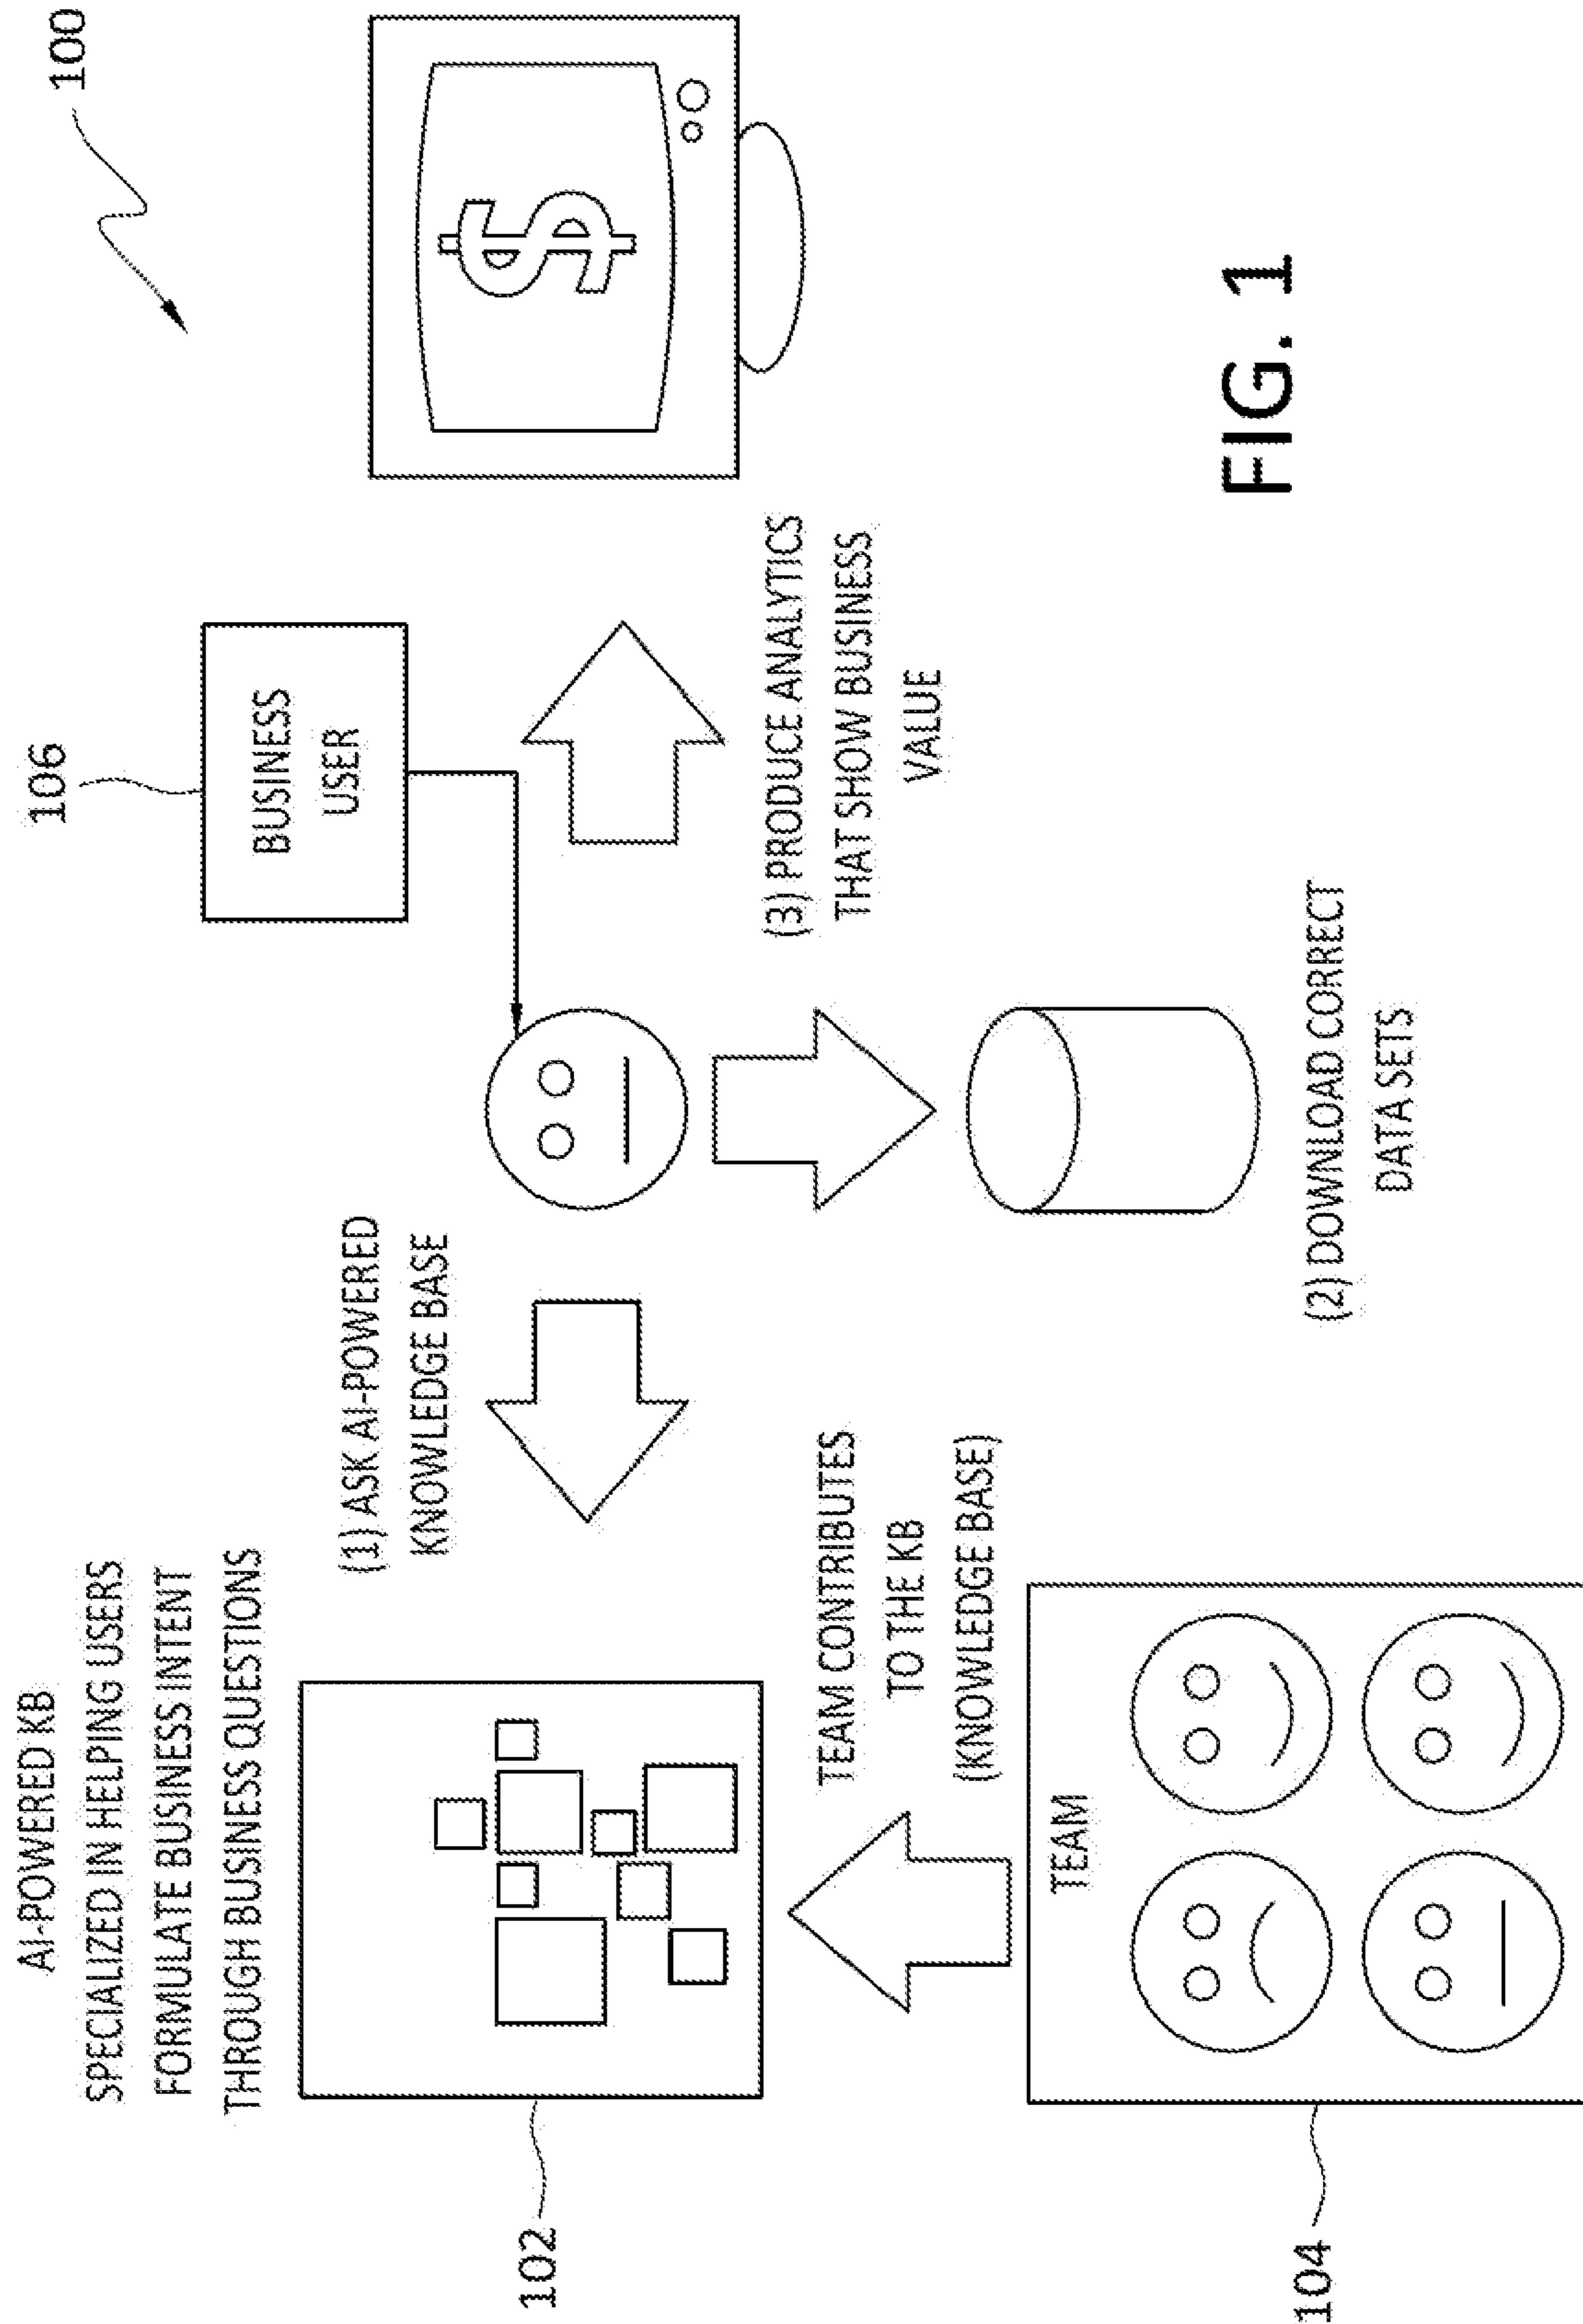 100
106
BUSINESS
USER
AI-POWERED KB
SPECIALIZED IN HELPING USERS
FORMULATE BUSINESS INTENT
THROUGH BUSINESS QUESTIONS
(1) ASK AI-POWERED
KNOWLEDGE BASE
$
102
(3) PRODUCE ANALYTICS
THAT SHOW BUSINESS
VALUE
TEAM CONTRIBUTES
TO THE KB
(KNOWLEDGE BASE)
TEAM
104
(2) DOWNLOAD CORRECT
DATA SETS
FIG. 1